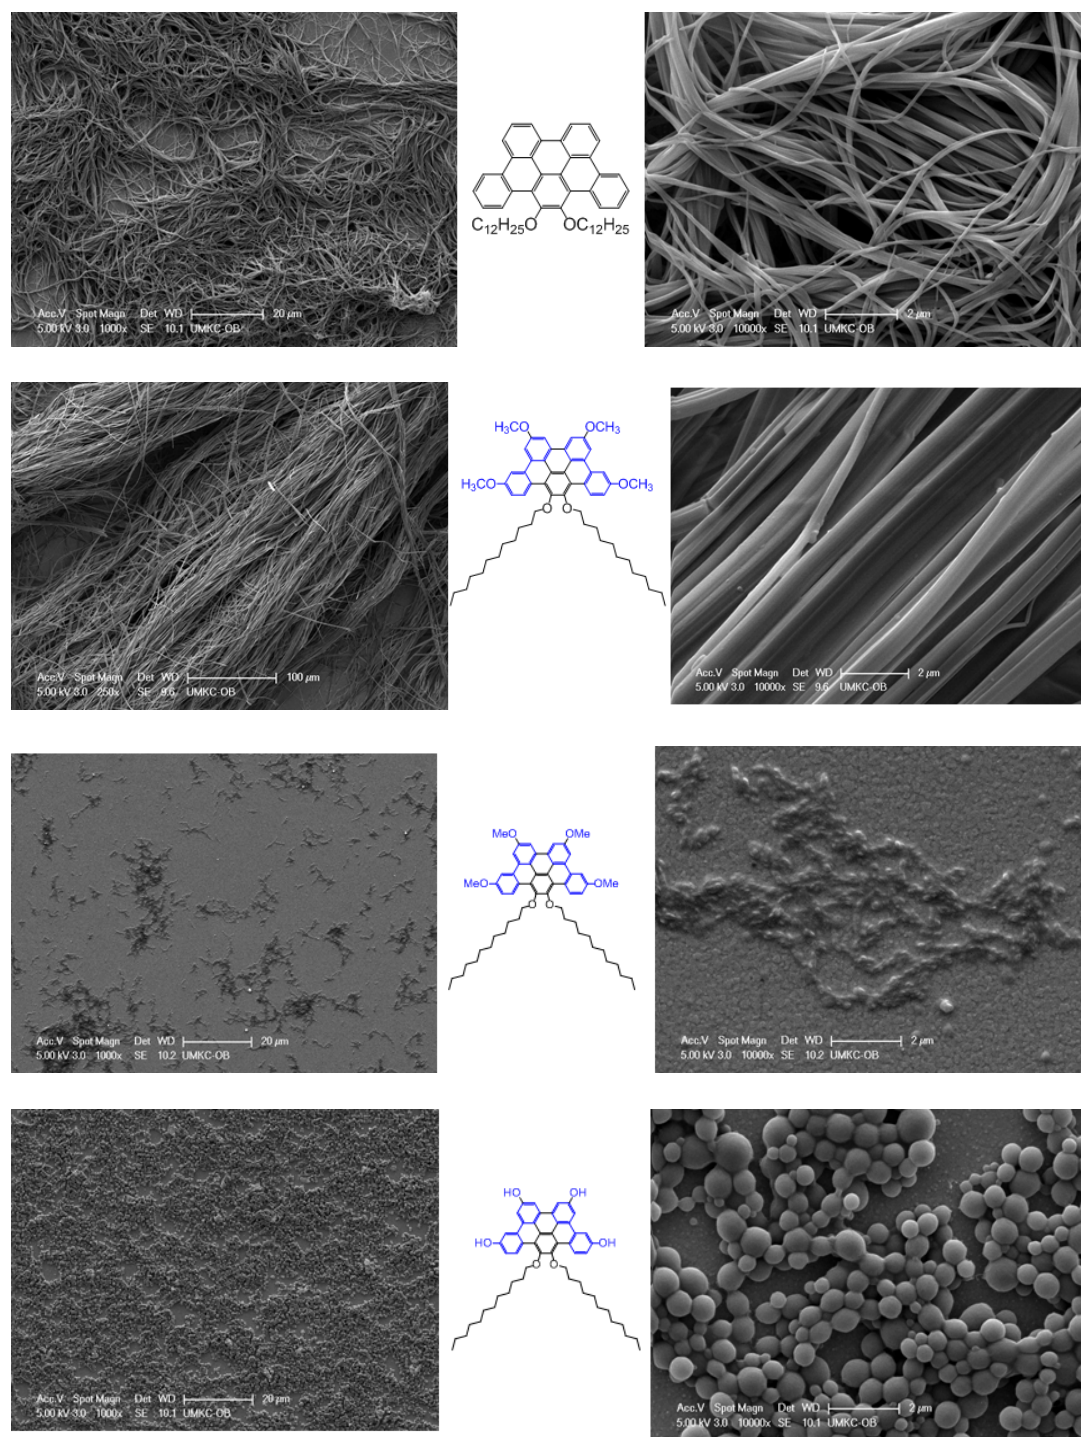 Acc.V Spot Magn Det WD 20 µm
5.00 kV 3.0 1000x SE 10.1 UMKC-OB
C12H25O OC12H25
Acc.V Spot Magn Det WD 2 µm
5.00 kV 3.0 10000x SE 10.1 UMKC-OB
Acc.V Spot Magn Det WD 100 µm
5.00 kV 3.0 250x SE 9.6 UMKC-OB
H3CO OCH3
H3CO OCH3
O O
Acc.V Spot Magn Det WD 2 µm
5.00 kV 3.0 10000x SE 9.6 UMKC-OB
Acc.V Spot Magn Det WD 20 µm
5.00 kV 3.0 1000x SE 10.2 UMKC-OB
MeO OMe
MeO OMe
O O
Acc.V Spot Magn Det WD 2 µm
5.00 kV 3.0 10000x SE 10.2 UMKC-OB
Acc.V Spot Magn Det WD 20 µm
5.00 kV 3.0 1000x SE 10.1 UMKC-OB
HO OH
HO OH
O O
Acc.V Spot Magn Det WD 2 µm
5.00 kV 3.0 10000x SE 10.1 UMKC-OB